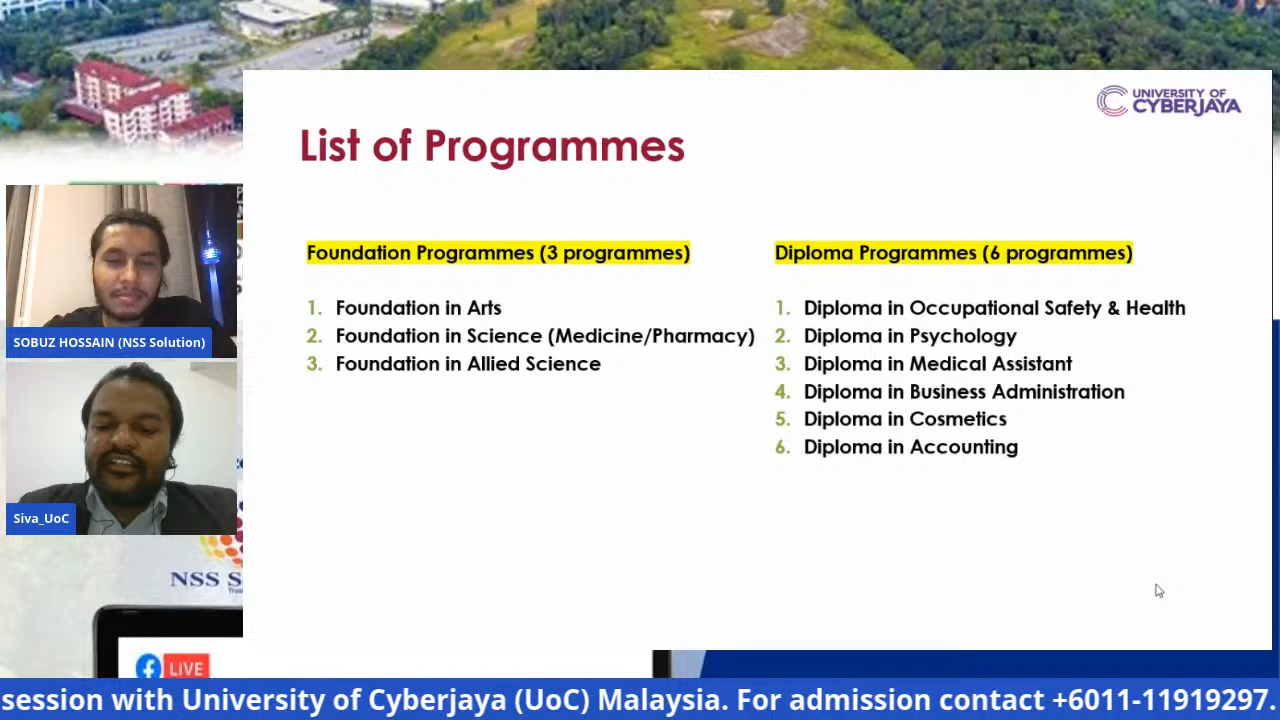 UNIVERSITY OF
CYBERJAYA
List of Programmes
Foundation Programmes (3 programmes)
1. Foundation in Arts
2. Foundation in Science (Medicine/Pharmacy)
3. Foundation in Allied Science
Diploma Programmes (6 programmes)
1. Diploma in Occupational Safety & Health
2. Diploma in Psychology
3. Diploma in Medical Assistant
4. Diploma in Business Administration
5. Diploma in Cosmetics
6. Diploma in Accounting
SOBUZ HOSSAIN (NSS Solution)
Siva_UoC
NSS S
LIVE
session with University of Cyberjaya (UoC) Malaysia. For admission contact +6011-11919297.